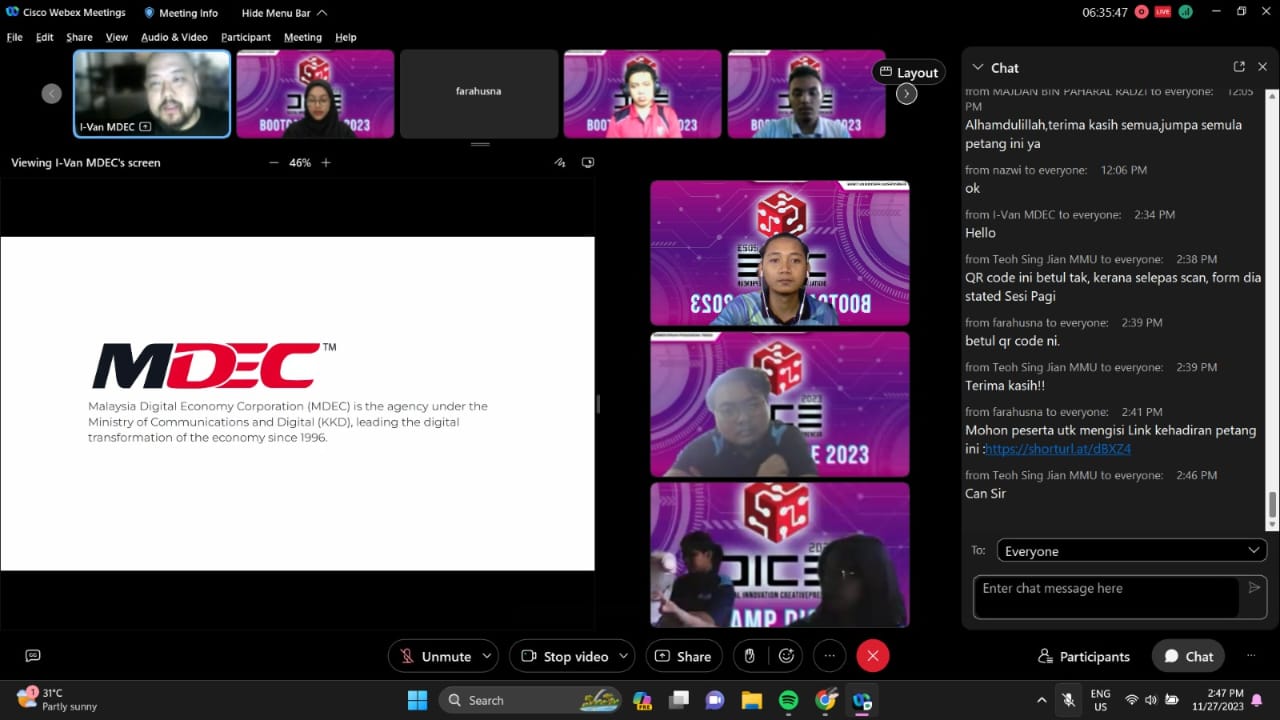 Cisco Webex Meetings
Meeting Info
Hide Menu Bar
06:35:47
LIVE
File Edit Share View Audio & Video Participant Meeting Help
I-Van MDEC
BOOT 2023
farahusna
BOO 2023
BOOT 2023
Layout
Viewing I-Van MDEC's screen
46%
MDEC™
Malaysia Digital Economy Corporation (MDEC) is the agency under the
Ministry of Communications and Digital (KKD), leading the digital
transformation of the economy since 1996.
2023
E 2023
DICE
AL INNOVATION CREATIVEPRE
AMP DI
Chat
from MAJDAN BIN PAHARAL RADZI to everyone: 12:05
PM
Alhamdulillah,terima kasih semua,jumpa semula
petang ini ya
from nazwi to everyone: 12:06 PM
ok
from I-Van MDEC to everyone: 2:34 PM
Hello
from Teoh Sing Jian MMU to everyone: 2:38 PM
QR code ini betul tak, kerana selepas scan, form dia
stated Sesi Pagi
from farahusna to everyone: 2:39 PM
betul qr code ni.
from Teoh Sing Jian MMU to everyone: 2:39 PM
Terima kasih!!
from farahusna to everyone: 2:41 PM
Mohon peserta utk mengisi Link kehadiran petang
ini :https://shorturl.at/dBXZ4
from Teoh Sing Jian MMU to everyone: 2:46 PM
Can Sir
To: Everyone
Enter chat message here
Unmute
Stop video
Share
Participants
Chat
1
31°C
Partly sunny
Search
PRE
ENG
US
2:47 PM
11/27/2023